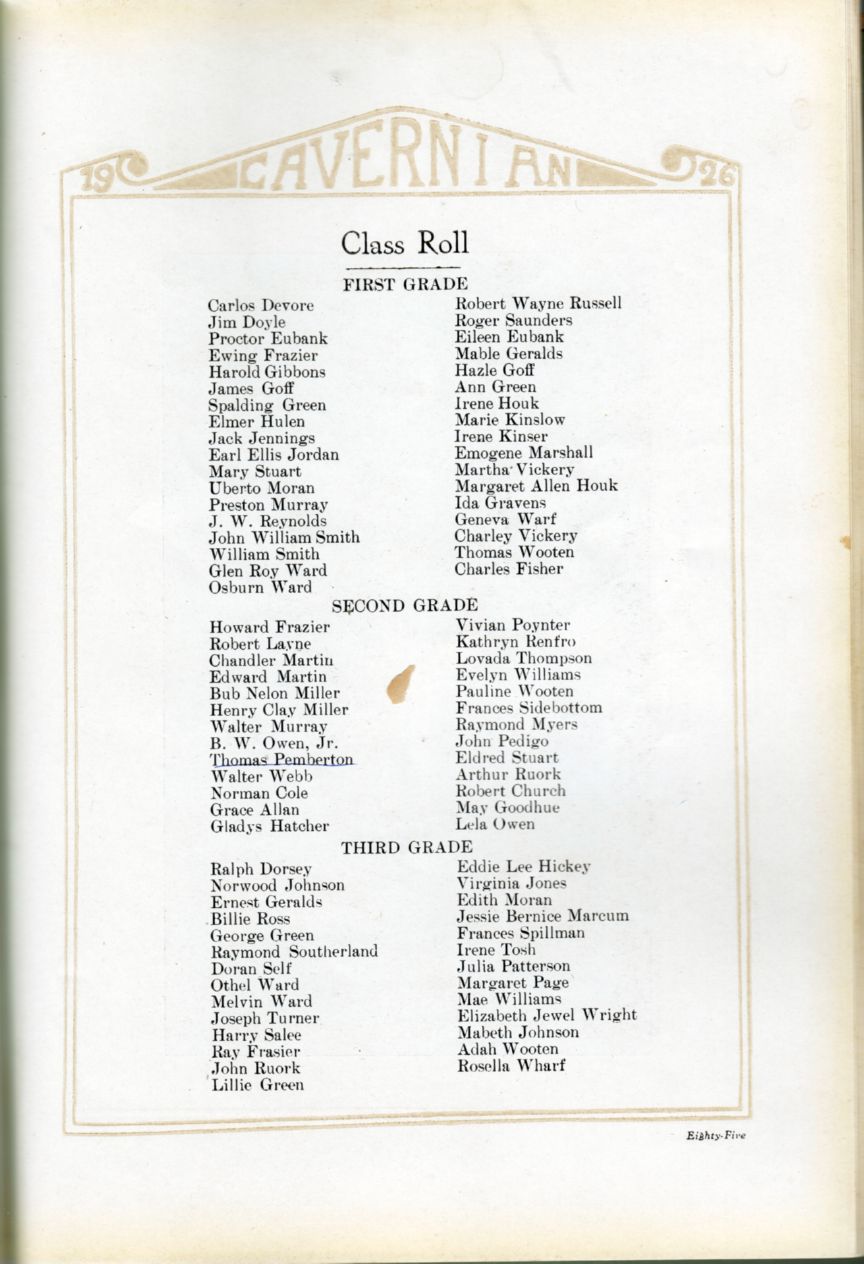 19 CAVERNIAN 26
Class Roll
FIRST GRADE
Carlos Devore
Jim Doyle
Proctor Eubank
Ewing Frazier
Harold Gibbons
James Goff
Spalding Green
Elmer Hulen
Jack Jennings
Earl Ellis Jordan
Mary Stuart
Uberto Moran
Preston Murray
J. W. Reynolds
John William Smith
William Smith
Glen Roy Ward
Osburn Ward
Robert Wayne Russell
Roger Saunders
Eileen Eubank
Mable Geralds
Hazle Goff
Ann Green
Irene Houk
Marie Kinslow
Irene Kinser
Emogene Marshall
Martha Vickery
Margaret Allen Houk
Ida Gravens
Geneva Warf
Charley Vickery
Thomas Wooten
Charles Fisher
SECOND GRADE
Howard Frazier
Robert Layne
Chandler Martin
Edward Martin
Bub Nelon Miller
Henry Clay Miller
Walter Murray
B. W. Owen, Jr.
Thomas Pemberton
Walter Webb
Norman Cole
Grace Allan
Gladys Hatcher
Vivian Poynter
Kathryn Renfro
Lovada Thompson
Evelyn Williams
Pauline Wooten
Frances Sidebottom
Raymond Myers
John Pedigo
Eldred Stuart
Arthur Ruork
Robert Church
May Goodhue
Lela Owen
THIRD GRADE
Ralph Dorsey
Norwood Johnson
Ernest Geralds
Billie Ross
George Green
Raymond Southerland
Doran Self
Othel Ward
Melvin Ward
Joseph Turner
Harry Salee
Ray Frasier
John Ruork
Lillie Green
Eddie Lee Hickey
Virginia Jones
Edith Moran
Jessie Bernice Marcum
Frances Spillman
Irene Tosh
Julia Patterson
Margaret Page
Mae Williams
Elizabeth Jewel Wright
Mabeth Johnson
Adah Wooten
Rosella Wharf
Eighty-Five